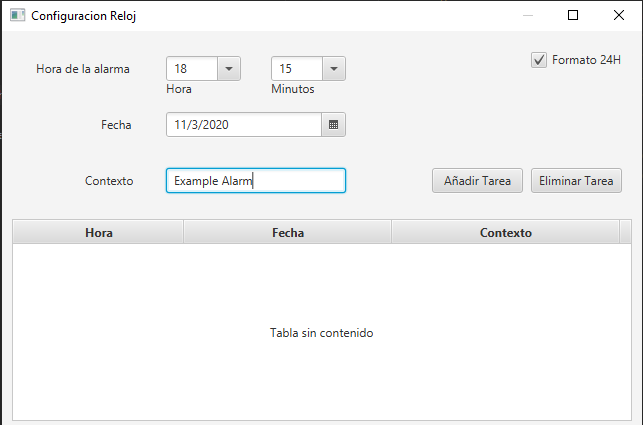 Configuracion Reloj
Hora de la alarma 18 15 Formato 24H
Hora Minutos
Fecha 11/3/2020
Contexto Example Alarm Añadir Tarea Eliminar Tarea
Hora Fecha Contexto
Tabla sin contenido